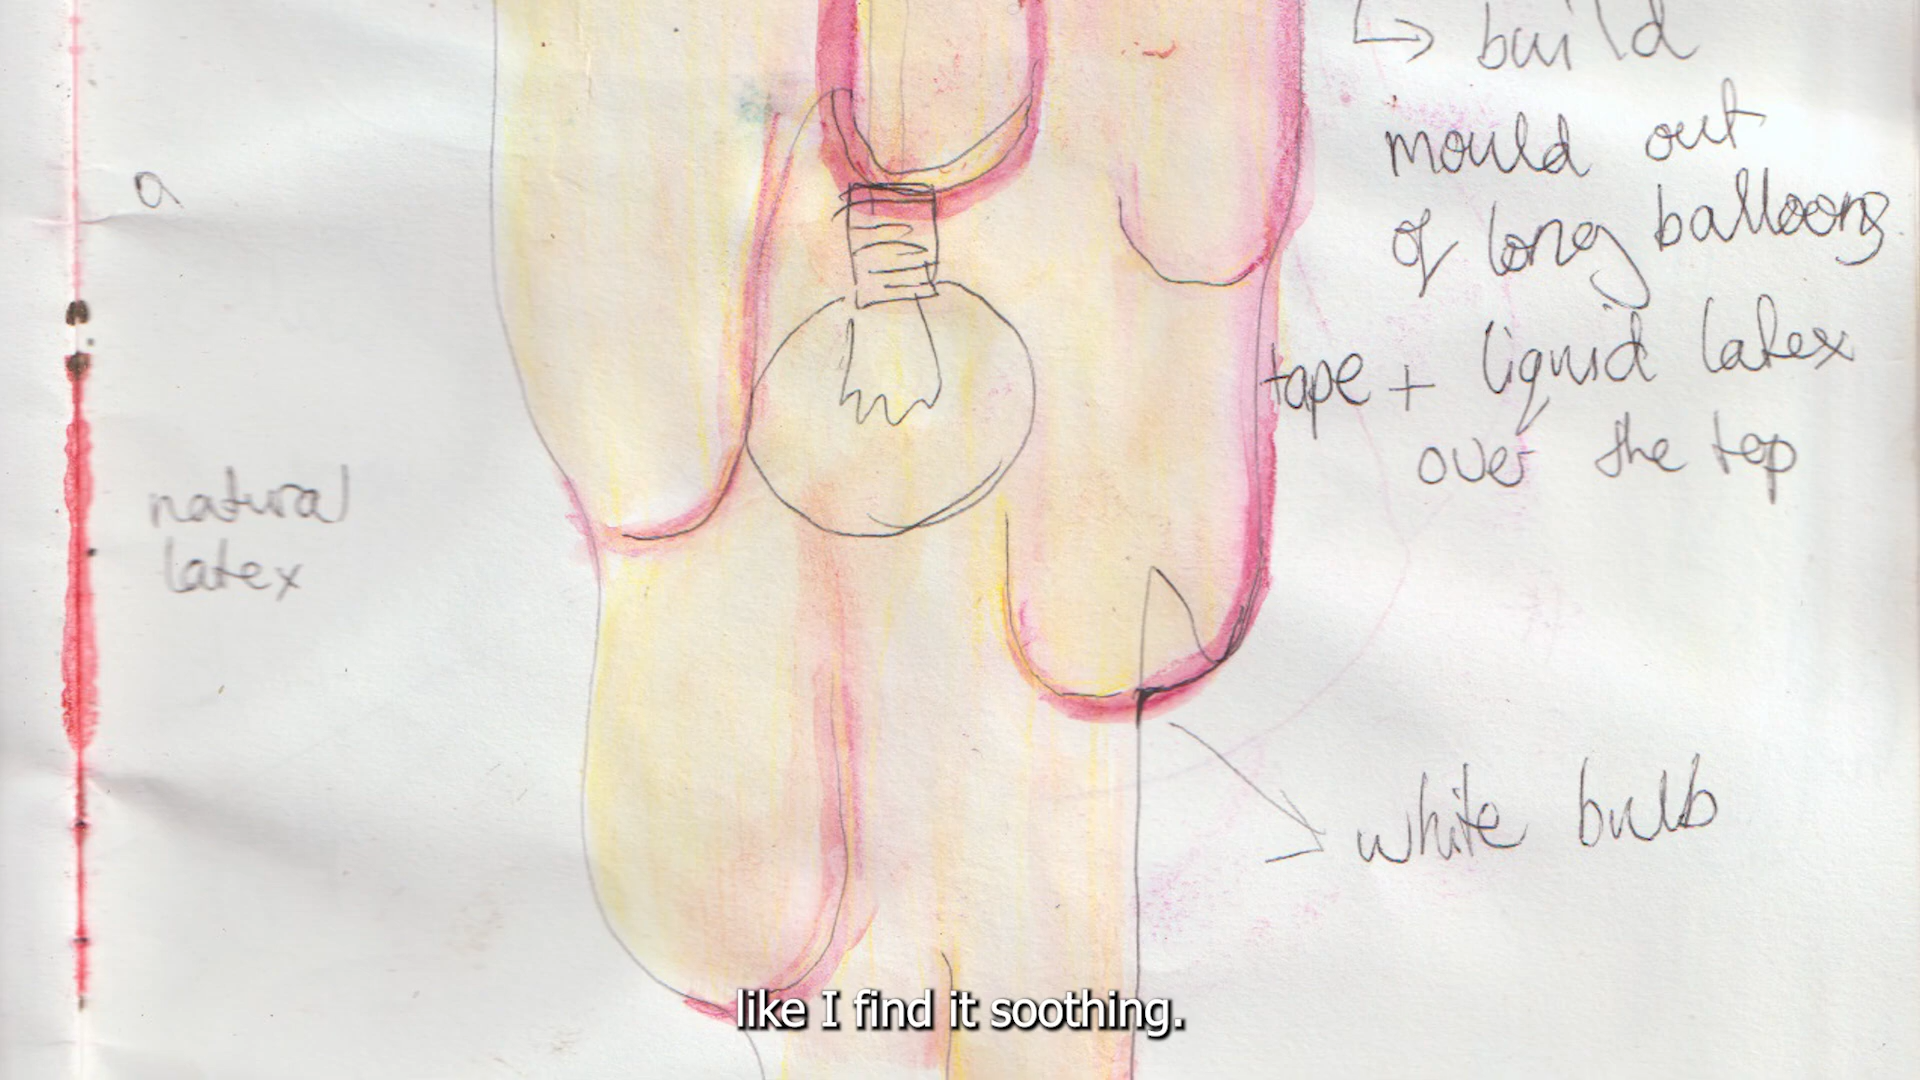 build
mould out
of long balloons
tape + liquid latex
over the top
a
natural
latex
white bulb
like I find it soothing.